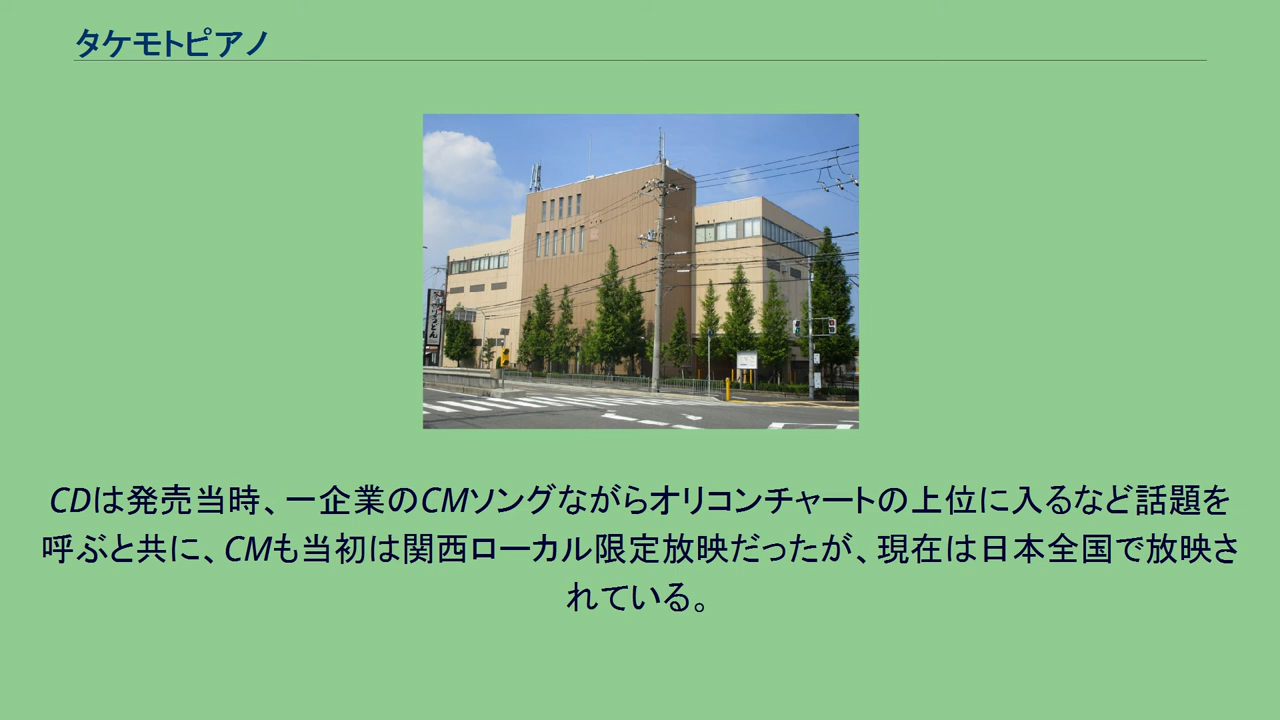 タケモトピアノ
うどん
CDは発売当時、一企業のCMソングながらオリコンチャートの上位に入るなど話題を
呼ぶと共に、CMも当初は関西ローカル限定放映だったが、現在は日本全国で放映さ
れている。